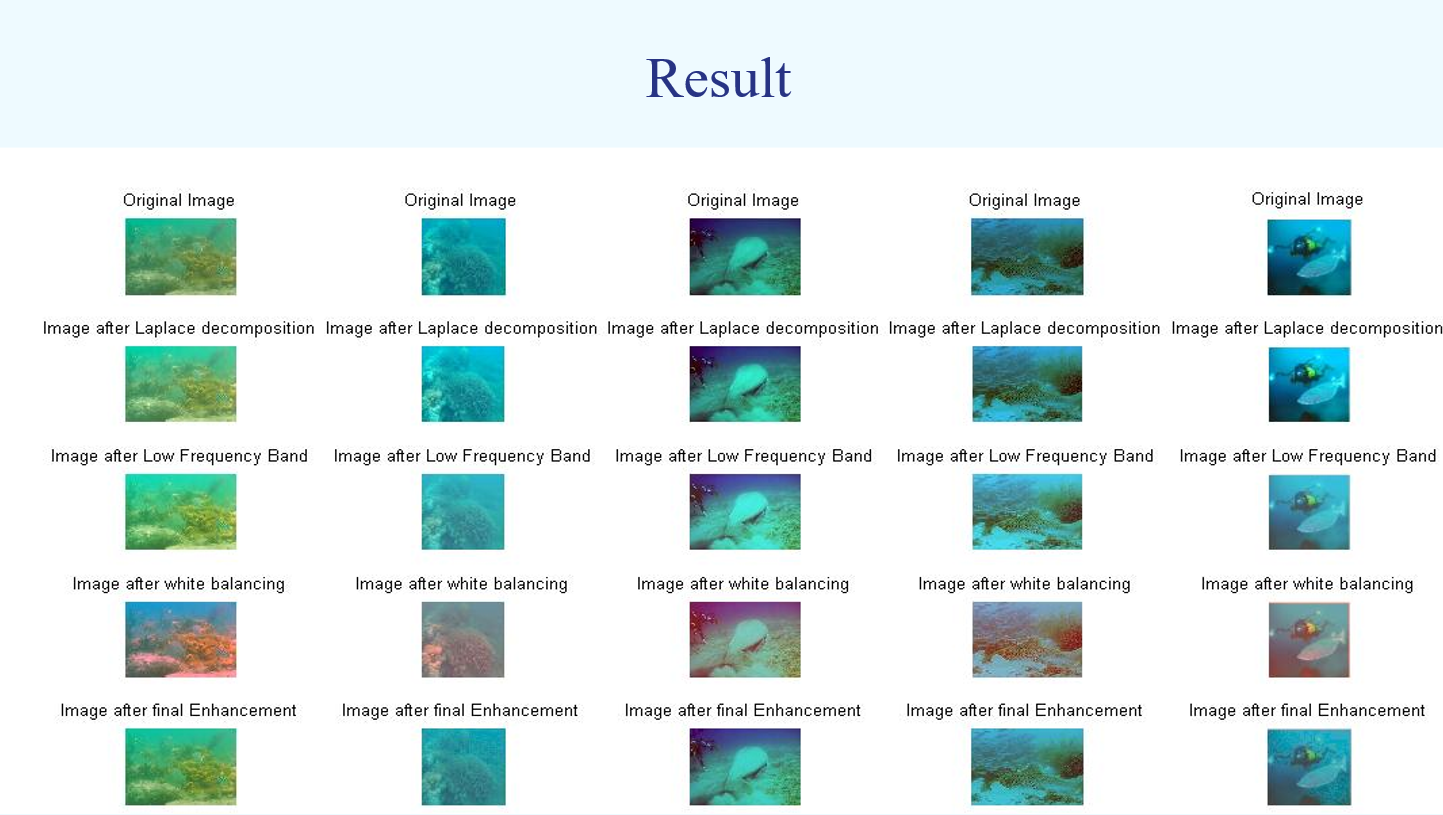 Result
Original Image Original Image Original Image Original Image Original Image
Image after Laplace decomposition Image after Laplace decomposition Image after Laplace decomposition Image after Laplace decomposition Image after Laplace decomposition
Image after Low Frequency Band Image after Low Frequency Band Image after Low Frequency Band Image after Low Frequency Band Image after Low Frequency Band
Image after white balancing Image after white balancing Image after white balancing Image after white balancing Image after white balancing
Image after final Enhancement Image after final Enhancement Image after final Enhancement Image after final Enhancement Image after final Enhancement